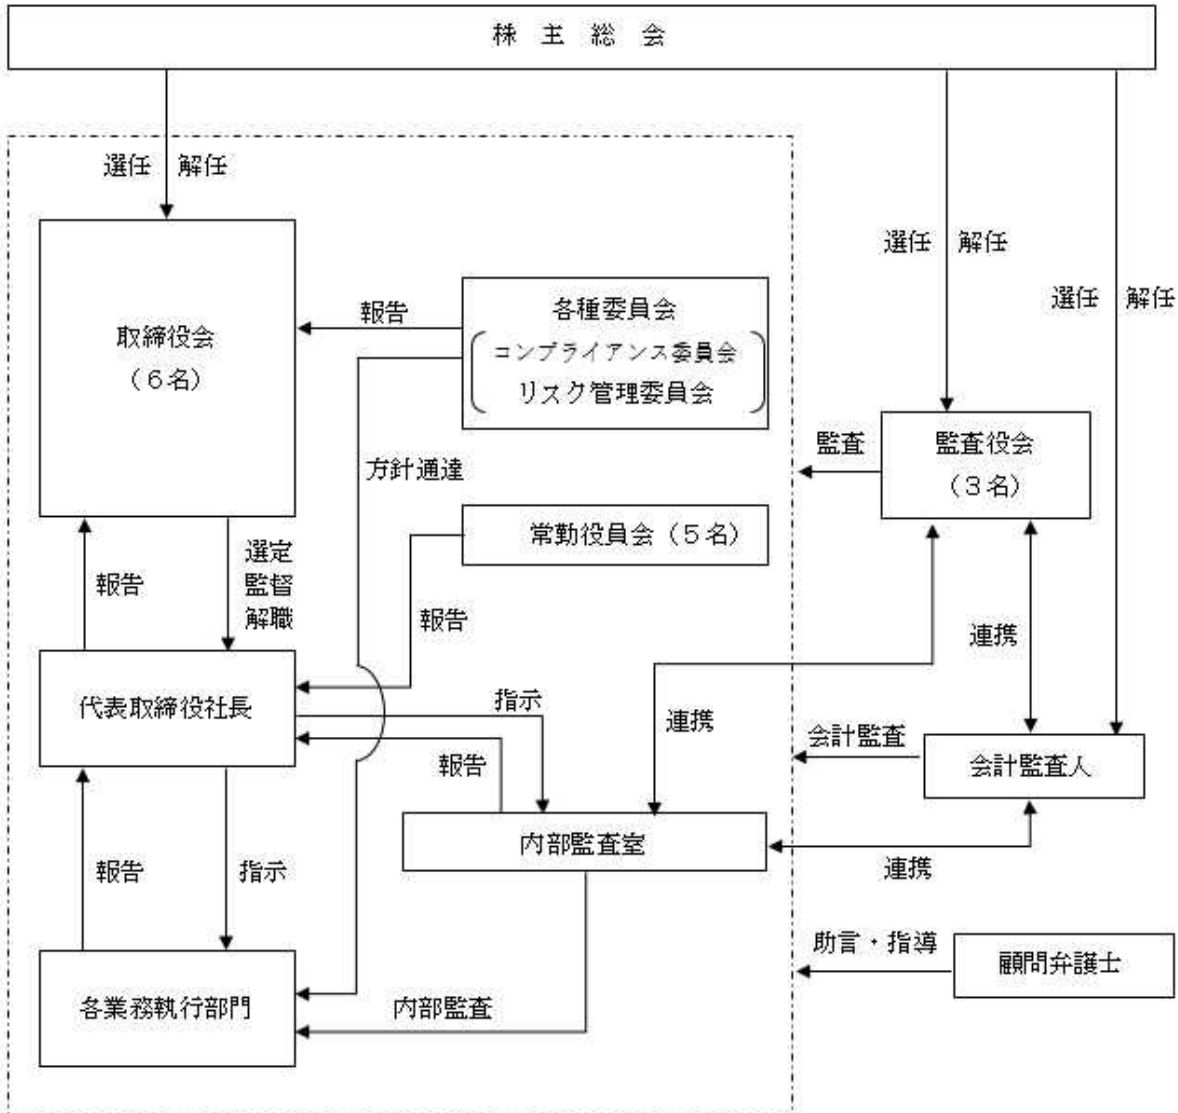 株主総会
選任 解任
選任 解任
選任 解任
取締役会
（６名）
報告
各種委員会
コンプライアンス委員会
リスク管理委員会
監査
監査役会
（３名）
方針通達
常勤役員会（５名）
報告
選定
監督
解職
報告
連携
代表取締役社長
指示
報告
連携
会計監査
会計監査人
内部監査室
連携
報告
指示
助言・指導
顧問弁護士
各業務執行部門
内部監査